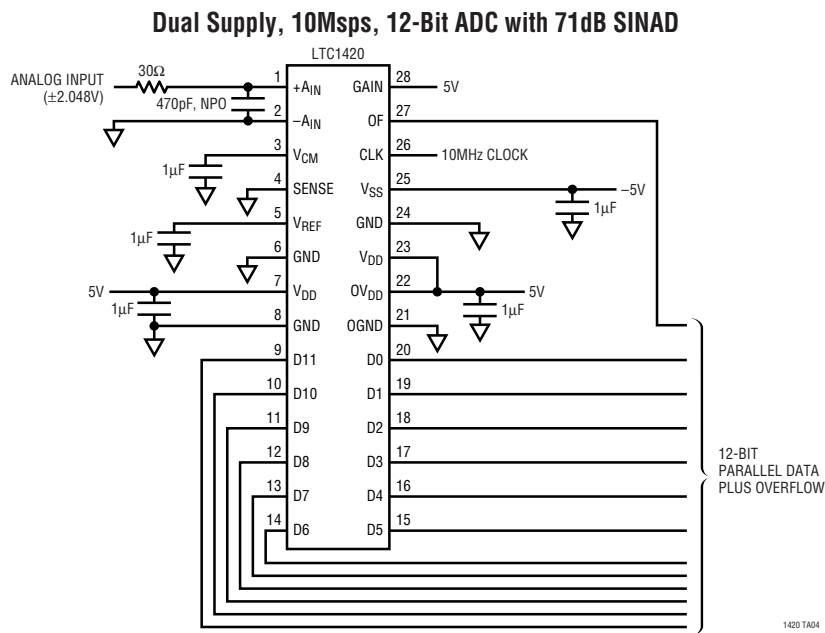 Dual Supply, 10Msps, 12-Bit ADC with 71dB SINAD
LTC1420
ANALOG INPUT
(±2.048V)
30Ω
470pF, NPO
1 +AIN
2 –AIN
3 VCM
1µF
4 SENSE
5 VREF
1µF
6 GND
5V
7 VDD
1µF
8 GND
9 D11
10 D10
11 D9
12 D8
13 D7
14 D6
GAIN 28 5V
OF 27
CLK 26 10MHz CLOCK
VSS 25 –5V
1µF
GND 24
VDD 23
OVDD 22 5V
1µF
OGND 21
D0 20
D1 19
D2 18
D3 17
D4 16
D5 15
12-BIT
PARALLEL DATA
PLUS OVERFLOW
1420 TA04